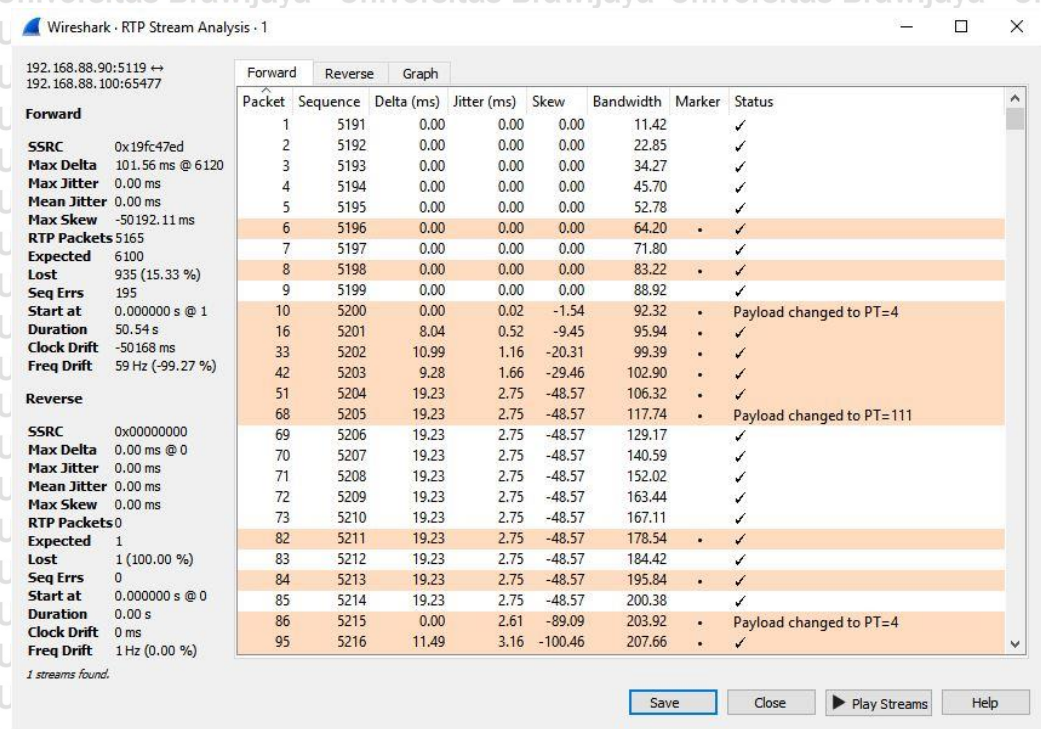 Wireshark · RTP Stream Analysis · 1
192.168.88.90:5119 ↔
192.168.88.100:65477
Forward
SSRC 0x19fc47ed
Max Delta 101.56 ms @ 6120
Max Jitter 0.00 ms
Mean Jitter 0.00 ms
Max Skew -50192.11 ms
RTP Packets 5165
Expected 6100
Lost 935 (15.33 %)
Seq Errs 195
Start at 0.000000 s @ 1
Duration 50.54 s
Clock Drift -50168 ms
Freq Drift 59 Hz (-99.27 %)
Reverse
SSRC 0x00000000
Max Delta 0.00 ms @ 0
Max Jitter 0.00 ms
Mean Jitter 0.00 ms
Max Skew 0.00 ms
RTP Packets 0
Expected 1
Lost 1 (100.00 %)
Seq Errs 0
Start at 0.000000 s @ 0
Duration 0.00 s
Clock Drift 0 ms
Freq Drift 1 Hz (0.00 %)
1 streams found.
Forward Reverse Graph
Packet Sequence Delta (ms) Jitter (ms) Skew Bandwidth Marker Status
1 5191 0.00 0.00 0.00 11.42 ✓
2 5192 0.00 0.00 0.00 22.85 ✓
3 5193 0.00 0.00 0.00 34.27 ✓
4 5194 0.00 0.00 0.00 45.70 ✓
5 5195 0.00 0.00 0.00 52.78 ✓
6 5196 0.00 0.00 0.00 64.20 • ✓
7 5197 0.00 0.00 0.00 71.80 ✓
8 5198 0.00 0.00 0.00 83.22 • ✓
9 5199 0.00 0.00 0.00 88.92 ✓
10 5200 0.00 0.02 -1.54 92.32 • Payload changed to PT=4
16 5201 8.04 0.52 -9.45 95.94 • ✓
33 5202 10.99 1.16 -20.31 99.39 • ✓
42 5203 9.28 1.66 -29.46 102.90 • ✓
51 5204 19.23 2.75 -48.57 106.32 • ✓
68 5205 19.23 2.75 -48.57 117.74 • Payload changed to PT=111
69 5206 19.23 2.75 -48.57 129.17 ✓
70 5207 19.23 2.75 -48.57 140.59 ✓
71 5208 19.23 2.75 -48.57 152.02 ✓
72 5209 19.23 2.75 -48.57 163.44 ✓
73 5210 19.23 2.75 -48.57 167.11 ✓
82 5211 19.23 2.75 -48.57 178.54 • ✓
83 5212 19.23 2.75 -48.57 184.42 ✓
84 5213 19.23 2.75 -48.57 195.84 • ✓
85 5214 19.23 2.75 -48.57 200.38 ✓
86 5215 0.00 2.61 -89.09 203.92 • Payload changed to PT=4
95 5216 11.49 3.16 -100.46 207.66 • ✓
Save Close Play Streams Help